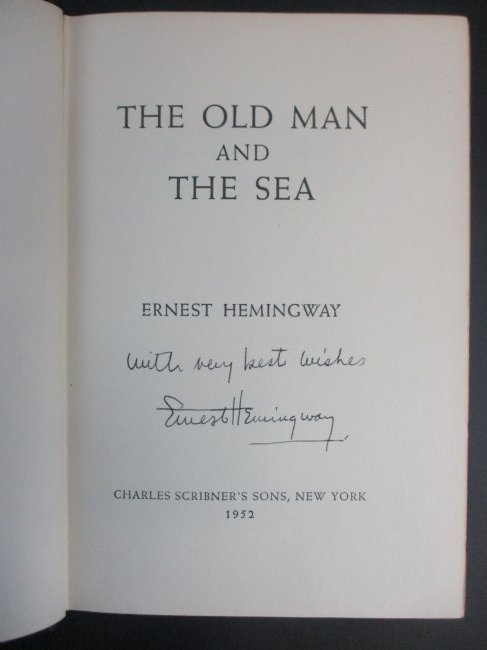 THE OLD MAN
AND
THE SEA
ERNEST HEMINGWAY
With very best wishes
Ernest Hemingway
CHARLES SCRIBNER'S SONS, NEW YORK
1952